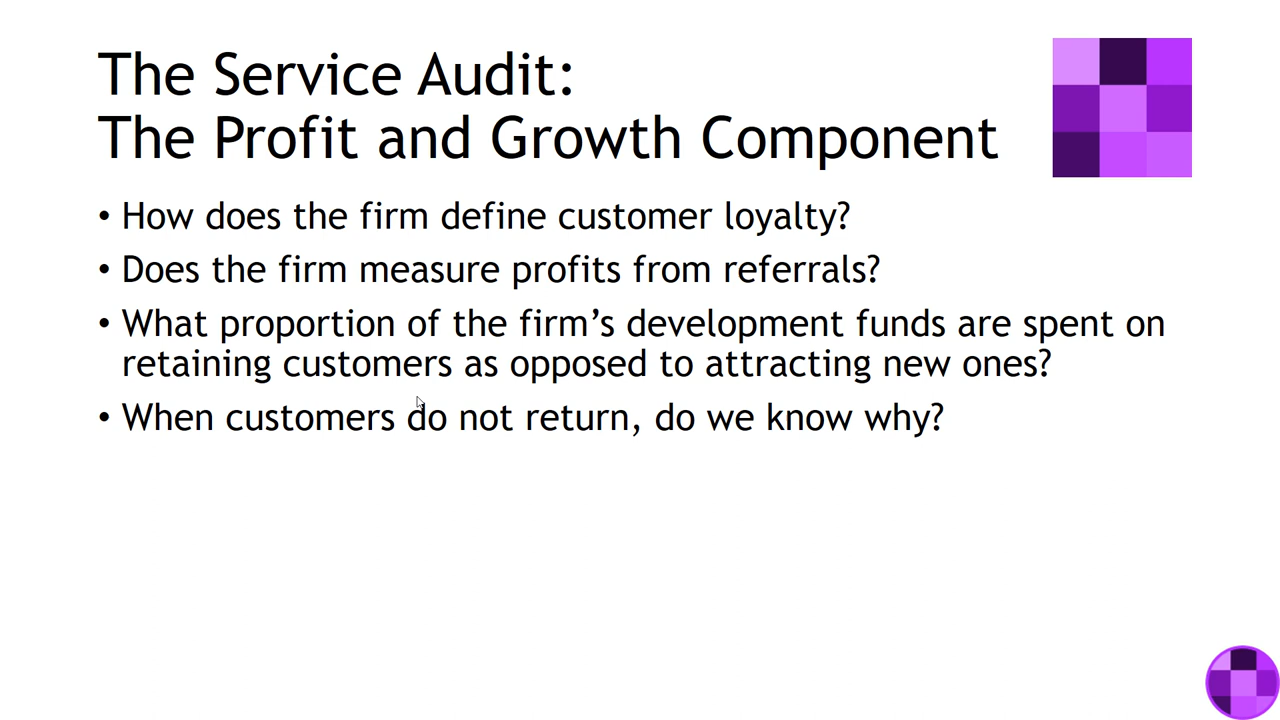 The Service Audit:
The Profit and Growth Component
• How does the firm define customer loyalty?
• Does the firm measure profits from referrals?
• What proportion of the firm’s development funds are spent on
retaining customers as opposed to attracting new ones?
• When customers do not return, do we know why?